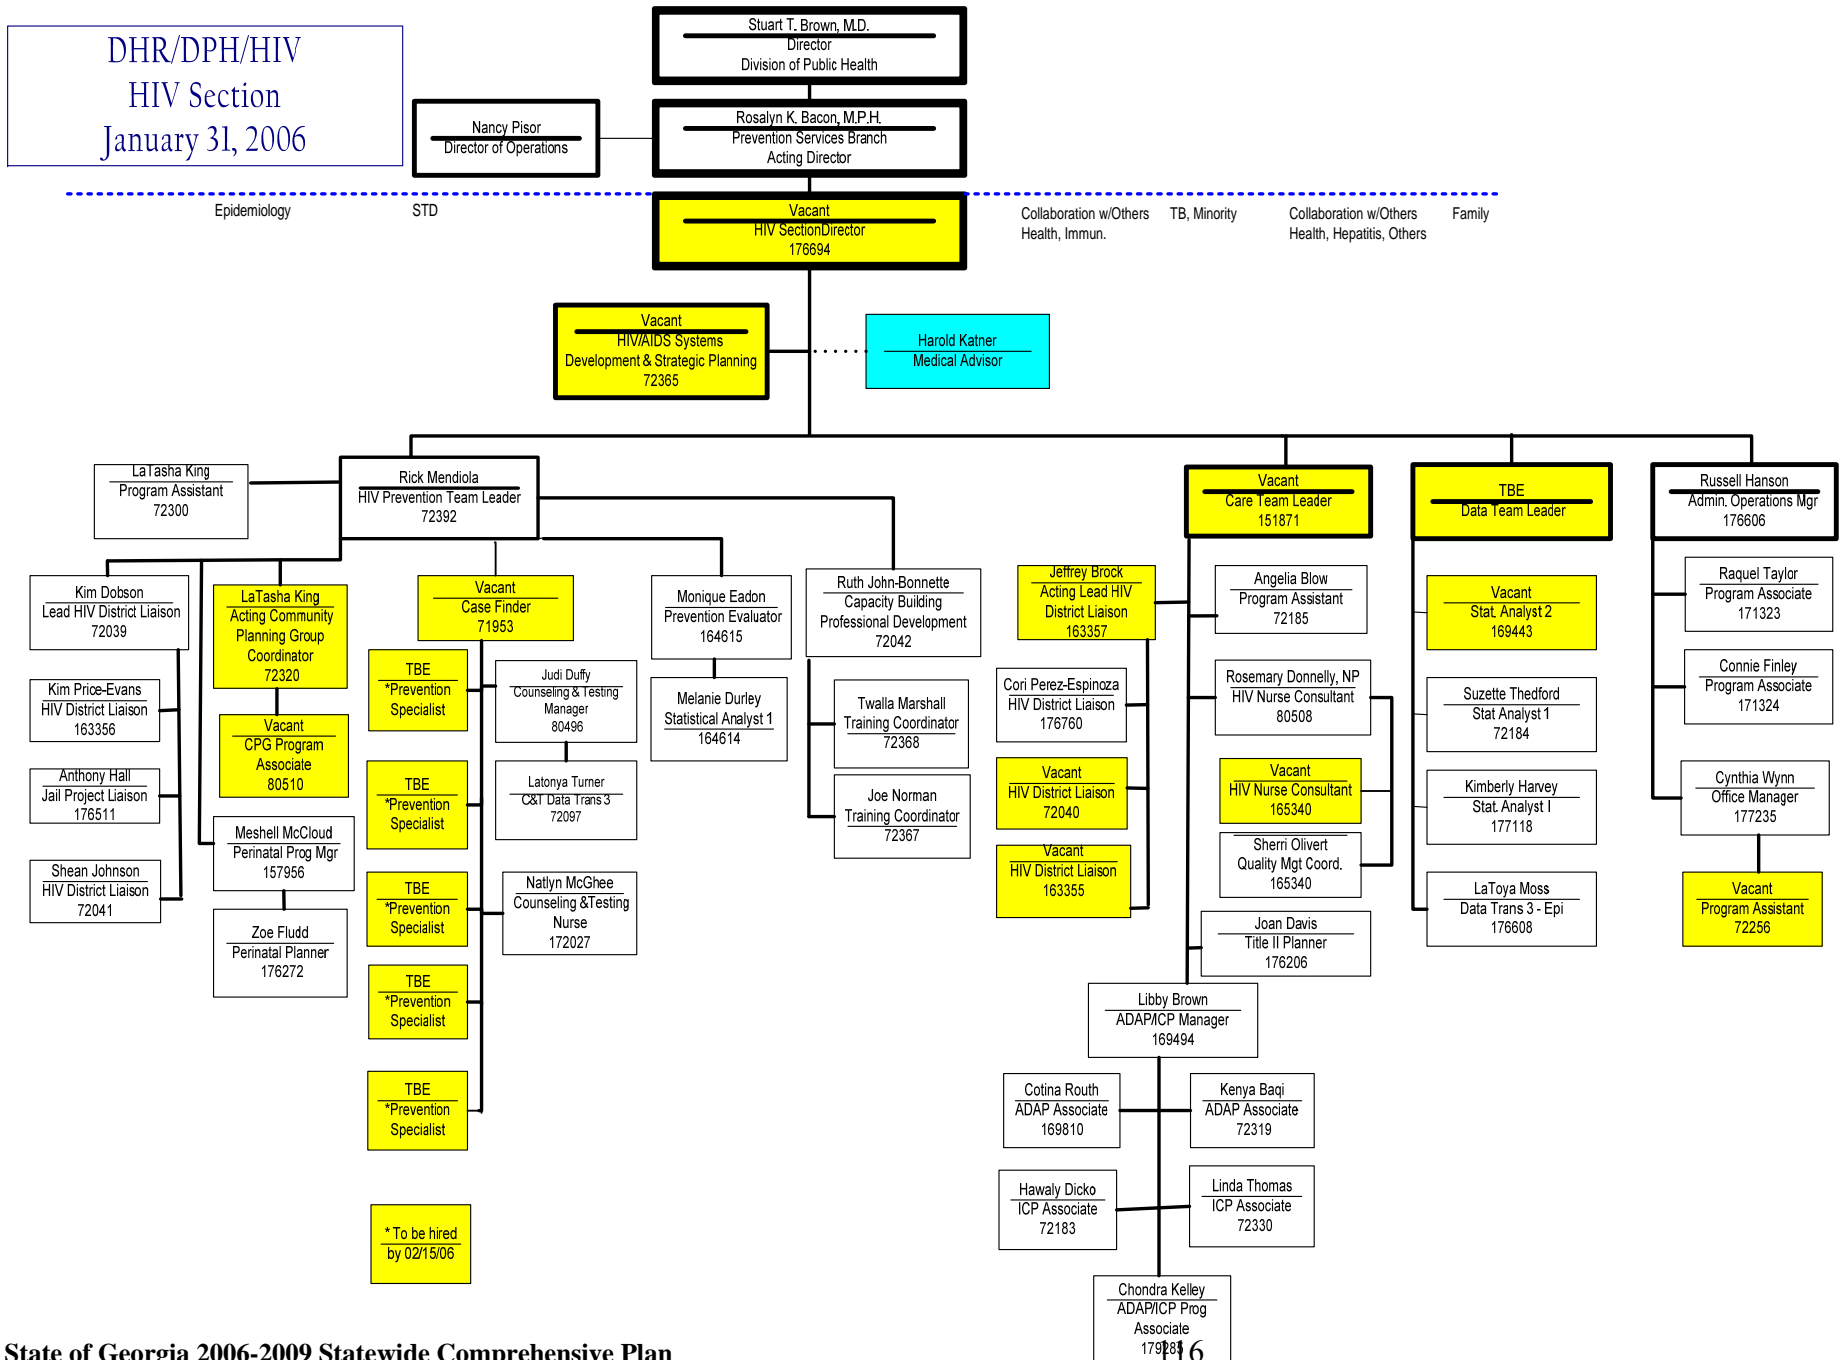 DHR/DPH/HIV
HIV Section
January 31, 2006
Stuart T. Brown, M.D.
Director
Division of Public Health
Nancy Pisor
Director of Operations
Rosalyn K. Bacon, M.P.H.
Prevention Services Branch
Acting Director
Epidemiology
STD
Vacant
HIV SectionDirector
176694
Collaboration w/Others
Health, Immun.
TB, Minority
Collaboration w/Others
Health, Hepatitis, Others
Family
Vacant
HIV/AIDS Systems
Development & Strategic Planning
72365
Harold Katner
Medical Advisor
LaTasha King
Program Assistant
72300
Rick Mendiola
HIV Prevention Team Leader
72392
Vacant
Care Team Leader
151871
TBE
Data Team Leader
Russell Hanson
Admin. Operations Mgr
176606
Kim Dobson
Lead HIV District Liaison
72039
Kim Price-Evans
HIV District Liaison
163356
Anthony Hall
Jail Project Liaison
176511
Shean Johnson
HIV District Liaison
72041
LaTasha King
Acting Community
Planning Group
Coordinator
72320
Vacant
CPG Program
Associate
80510
Meshell McCloud
Perinatal Prog Mgr
157956
Zoe Fludd
Perinatal Planner
176272
Vacant
Case Finder
71953
TBE
*Prevention
Specialist
TBE
*Prevention
Specialist
TBE
*Prevention
Specialist
TBE
*Prevention
Specialist
TBE
*Prevention
Specialist
* To be hired
by 02/15/06
Judi Duffy
Counseling & Testing
Manager
80496
Latonya Turner
C&T Data Trans 3
72097
Natlyn McGhee
Counseling &Testing
Nurse
172027
Monique Eadon
Prevention Evaluator
164615
Melanie Durley
Statistical Analyst 1
164614
Ruth John-Bonnette
Capacity Building
Professional Development
72042
Twalla Marshall
Training Coordinator
72368
Joe Norman
Training Coordinator
72367
Jeffrey Brock
Acting Lead HIV
District Liaison
163357
Cori Perez-Espinoza
HIV District Liaison
176760
Vacant
HIV District Liaison
72040
Vacant
HIV District Liaison
163355
Angelia Blow
Program Assistant
72185
Rosemary Donnelly, NP
HIV Nurse Consultant
80508
Vacant
HIV Nurse Consultant
165340
Sherri Olivert
Quality Mgt Coord.
165340
Joan Davis
Title II Planner
176206
Libby Brown
ADAP/ICP Manager
169494
Cotina Routh
ADAP Associate
169810
Kenya Baqi
ADAP Associate
72319
Hawaly Dicko
ICP Associate
72183
Linda Thomas
ICP Associate
72330
Chondra Kelley
ADAP/ICP Prog
Associate
179285
Vacant
Stat. Analyst 2
169443
Suzette Thedford
Stat Analyst 1
72184
Kimberly Harvey
Stat. Analyst I
177118
LaToya Moss
Data Trans 3 - Epi
176608
Raquel Taylor
Program Associate
171323
Connie Finley
Program Associate
171324
Cynthia Wynn
Office Manager
177235
Vacant
Program Assistant
72256
State of Georgia 2006-2009 Statewide Comprehensive Plan
116